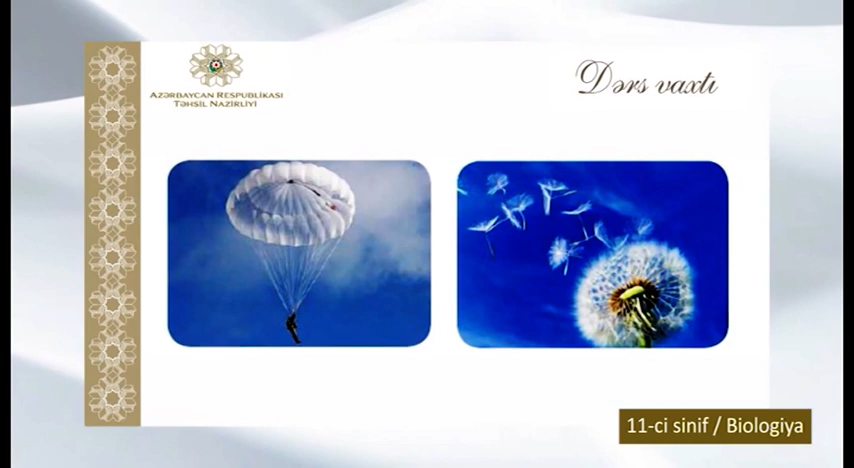 AZƏRBAYCAN RESPUBLİKASI
TƏHSİL NAZİRLİYİ
Dərs vaxtı
11-ci sinif / Biologiya